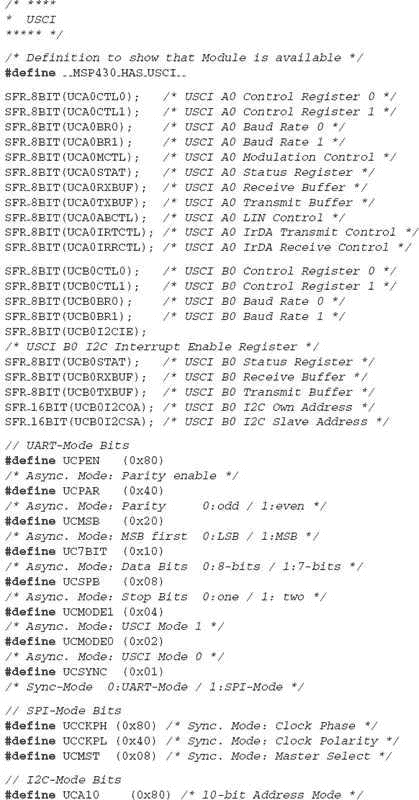 /* ****
* USCI
***** */
/* Definition to show that Module is available */
#define __MSP430_HAS_USCI__
SFR_8BIT(UCA0CTL0); /* USCI A0 Control Register 0 */
SFR_8BIT(UCA0CTL1); /* USCI A0 Control Register 1 */
SFR_8BIT(UCA0BR0); /* USCI A0 Baud Rate 0 */
SFR_8BIT(UCA0BR1); /* USCI A0 Baud Rate 1 */
SFR_8BIT(UCA0MCTL); /* USCI A0 Modulation Control */
SFR_8BIT(UCA0STAT); /* USCI A0 Status Register */
SFR_8BIT(UCA0RXBUF); /* USCI A0 Receive Buffer */
SFR_8BIT(UCA0TXBUF); /* USCI A0 Transmit Buffer */
SFR_8BIT(UCA0ABCTL); /* USCI A0 LIN Control */
SFR_8BIT(UCA0IRTCTL); /* USCI A0 IrDA Transmit Control */
SFR_8BIT(UCA0IRRCTL); /* USCI A0 IrDA Receive Control */
SFR_8BIT(UCB0CTL0); /* USCI B0 Control Register 0 */
SFR_8BIT(UCB0CTL1); /* USCI B0 Control Register 1 */
SFR_8BIT(UCB0BR0); /* USCI B0 Baud Rate 0 */
SFR_8BIT(UCB0BR1); /* USCI B0 Baud Rate 1 */
SFR_8BIT(UCB0I2CIE);
/* USCI B0 I2C Interrupt Enable Register */
SFR_8BIT(UCB0STAT); /* USCI B0 Status Register */
SFR_8BIT(UCB0RXBUF); /* USCI B0 Receive Buffer */
SFR_8BIT(UCB0TXBUF); /* USCI B0 Transmit Buffer */
SFR_16BIT(UCB0I2COA); /* USCI B0 I2C Own Address */
SFR_16BIT(UCB0I2CSA); /* USCI B0 I2C Slave Address */
// UART-Mode Bits
#define UCPEN (0x80)
/* Async. Mode: Parity enable */
#define UCPAR (0x40)
/* Async. Mode: Parity 0:odd / 1:even */
#define UCMSB (0x20)
/* Async. Mode: MSB first 0:LSB / 1:MSB */
#define UC7BIT (0x10)
/* Async. Mode: Data Bits 0:8-bits / 1:7-bits */
#define UCSPB (0x08)
/* Async. Mode: Stop Bits 0:one / 1: two */
#define UCMODE1 (0x04)
/* Async. Mode: USCI Mode 1 */
#define UCMODE0 (0x02)
/* Async. Mode: USCI Mode 0 */
#define UCSYNC (0x01)
/* Sync-Mode 0:UART-Mode / 1:SPI-Mode */
// SPI-Mode Bits
#define UCCKPH (0x80) /* Sync. Mode: Clock Phase */
#define UCCKPL (0x40) /* Sync. Mode: Clock Polarity */
#define UCMST (0x08) /* Sync. Mode: Master Select */
// I2C-Mode Bits
#define UCA10 (0x80) /* 10-bit Address Mode */